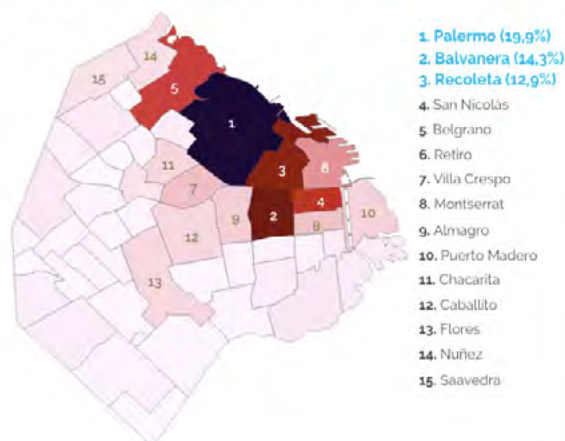 14
15
5
1
11
3
7
4
9
2
8
10
12
13
1. Palermo (19,9%)
2. Balvanera (14,3%)
3. Recoleta (12,9%)
4. San Nicolás
5. Belgrano
6. Retiro
7. Villa Crespo
8. Montserrat
9. Almagro
10. Puerto Madero
11. Chacarita
12. Caballito
13. Flores
14. Nuñez
15. Saavedra